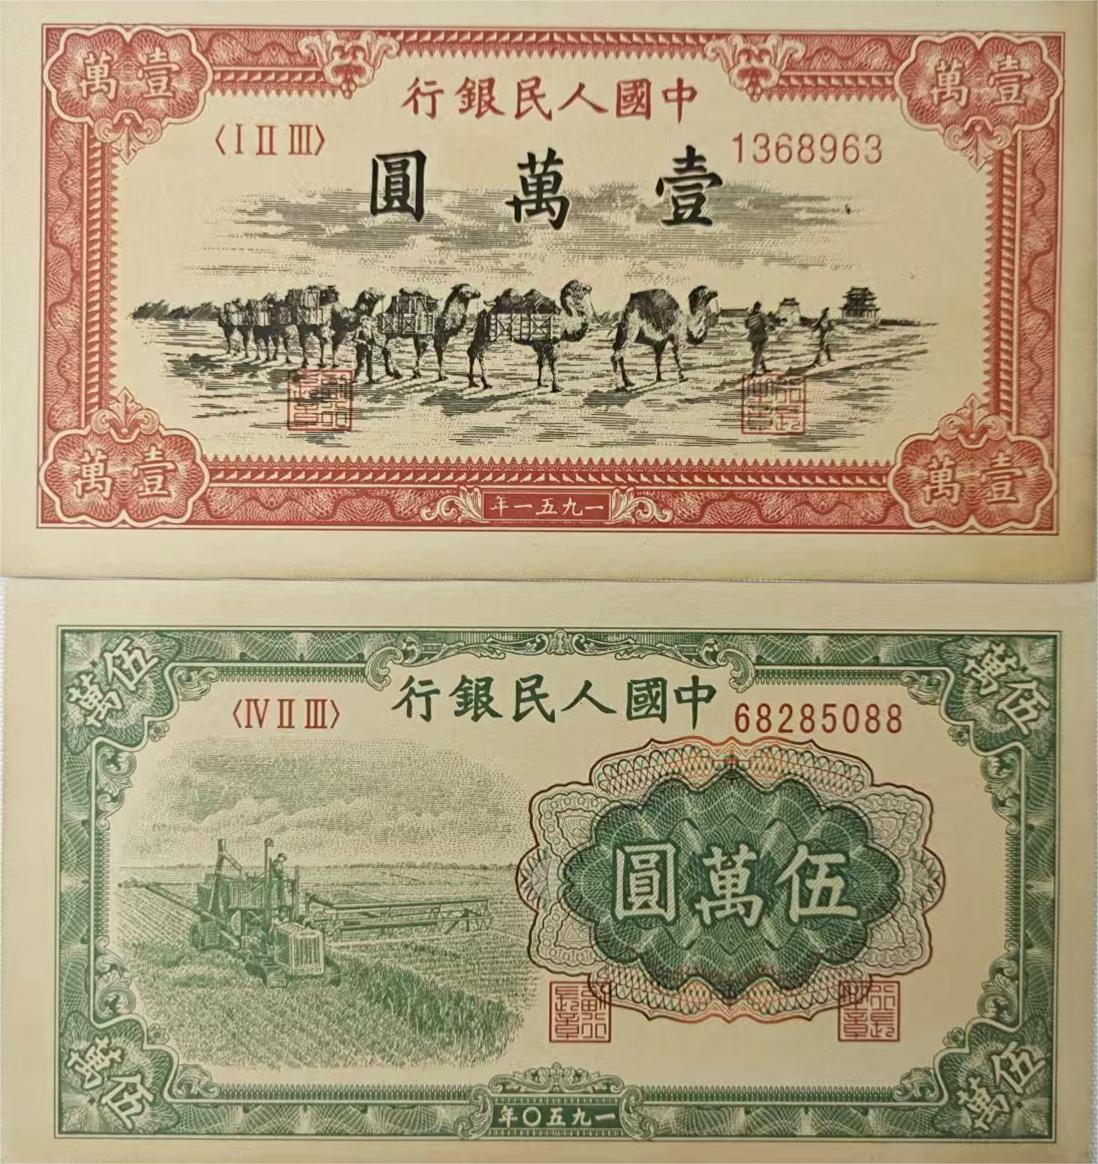 壹萬
壹萬
中國人民銀行
〈I II III〉
1368963
壹萬圓
壹萬
壹萬
一九五一年
伍萬
伍萬
中國人民銀行
〈IV II III〉
68285088
伍萬圓
伍萬
伍萬
一九五〇年